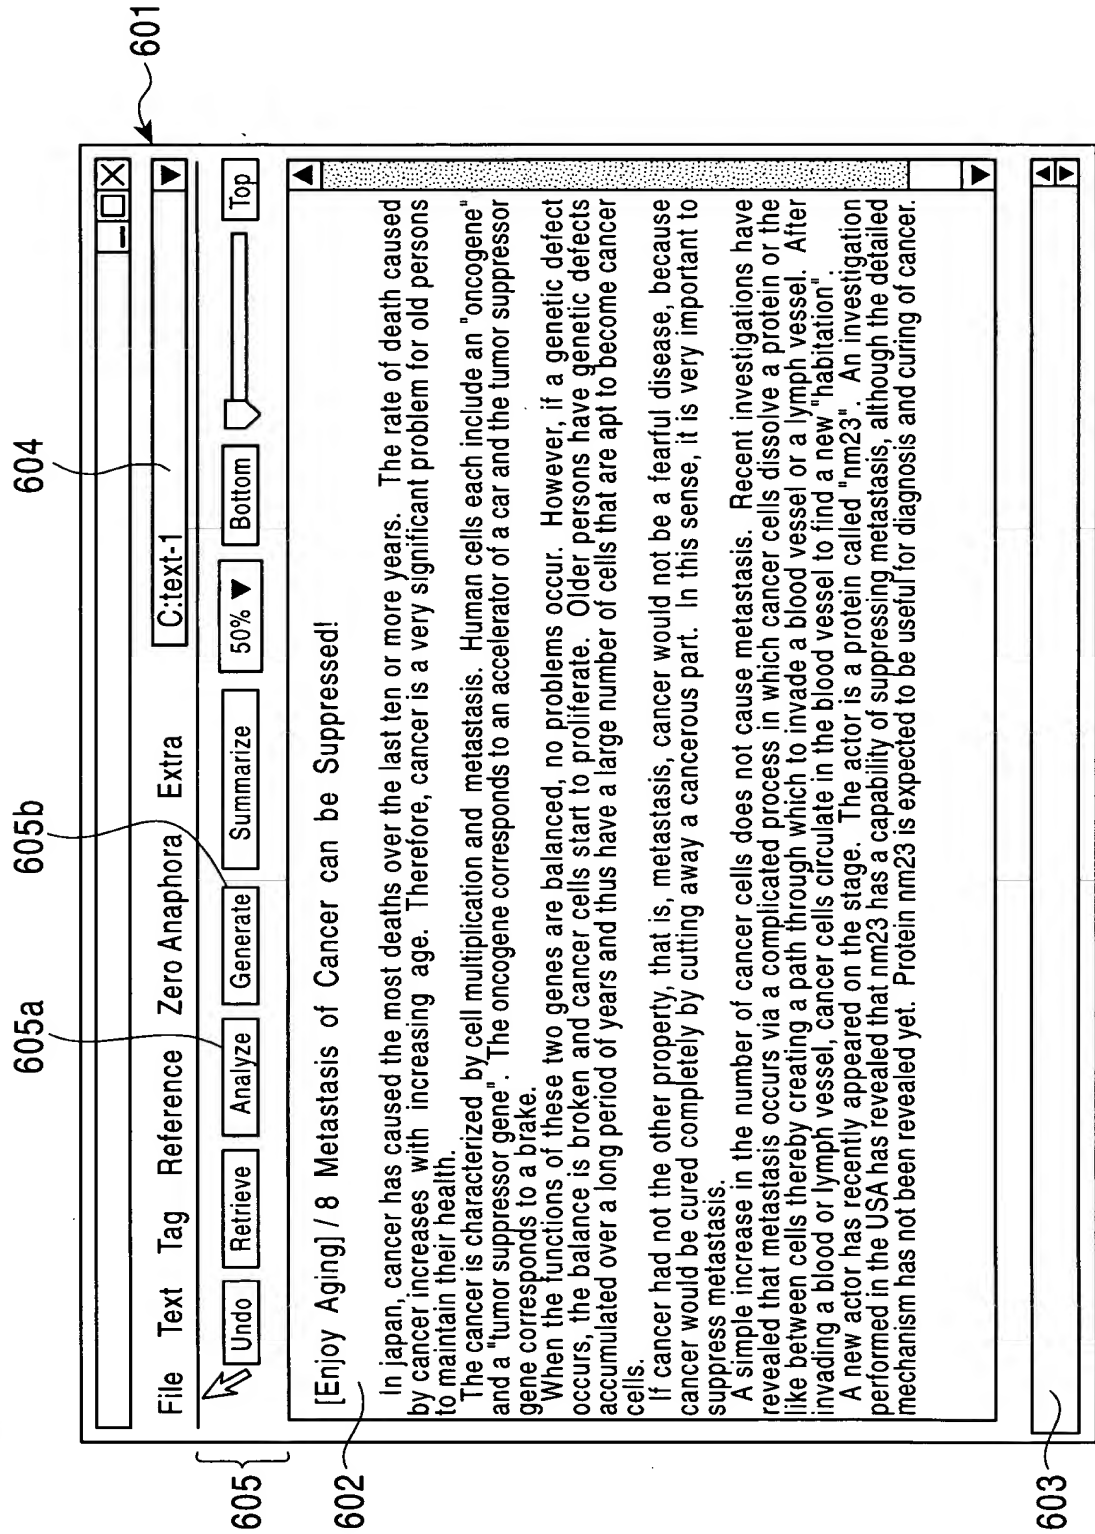 604
605b
605a
601
C:text-1
File Text Tag Reference Zero Anaphora Extra
605
Undo Retrieve Analyze Generate Summarize 50% ▼ Bottom Top
602
[Enjoy Aging] / 8 Metastasis of Cancer can be Suppressed!
In japan, cancer has caused the most deaths over the last ten or more years. The rate of death caused
by cancer increases with increasing age. Therefore, cancer is a very significant problem for old persons
to maintain their health.
The cancer is characterized by cell multiplication and metastasis. Human cells each include an "oncogene"
and a "tumor suppressor gene". The oncogene corresponds to an accelerator of a car and the tumor suppressor
gene corresponds to a brake.
When the functions of these two genes are balanced, no problems occur. However, if a genetic defect
occurs, the balance is broken and cancer cells start to proliferate. Older persons have genetic defects
accumulated over a long period of years and thus have a large number of cells that are apt to become cancer
cells.
If cancer had not the other property, that is, metastasis, cancer would not be a fearful disease, because
cancer would be cured completely by cutting away a cancerous part. In this sense, it is very important to
suppress metastasis.
A simple increase in the number of cancer cells does not cause metastasis. Recent investigations have
revealed that metastasis occurs via a complicated process in which cancer cells dissolve a protein or the
like between cells thereby creating a path through which to invade a blood vessel or a lymph vessel. After
invading a blood or lymph vessel, cancer cells circulate in the blood vessel to find a new "habitation".
A new actor has recently appeared on the stage. The actor is a protein called "nm23". An investigation
performed in the USA has revealed that nm23 has a capability of suppressing metastasis, although the detailed
mechanism has not been revealed yet. Protein nm23 is expected to be useful for diagnosis and curing of cancer.
603